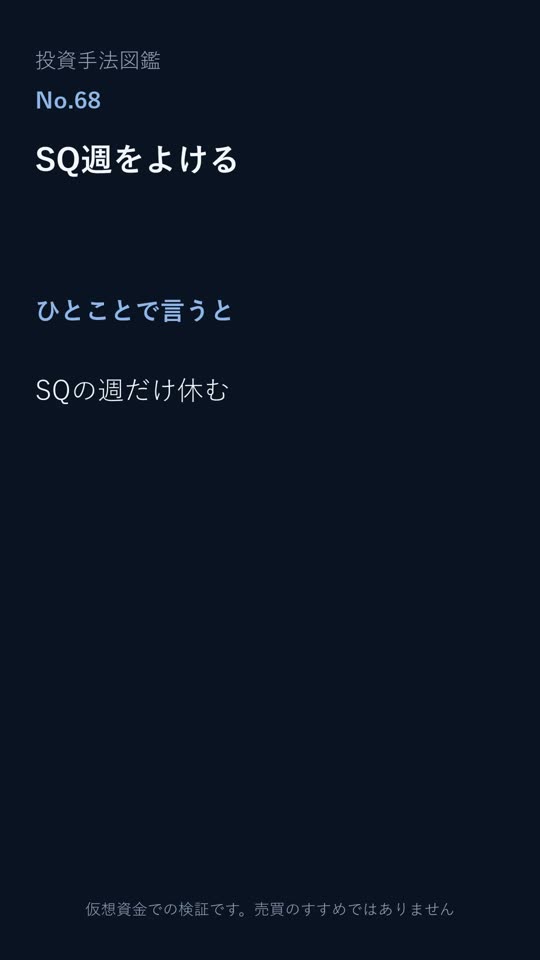 投資手法図鑑
No.68
SQ週をよける
ひとことで言うと
SQの週だけ休む
仮想資金での検証です。売買のすすめではありません